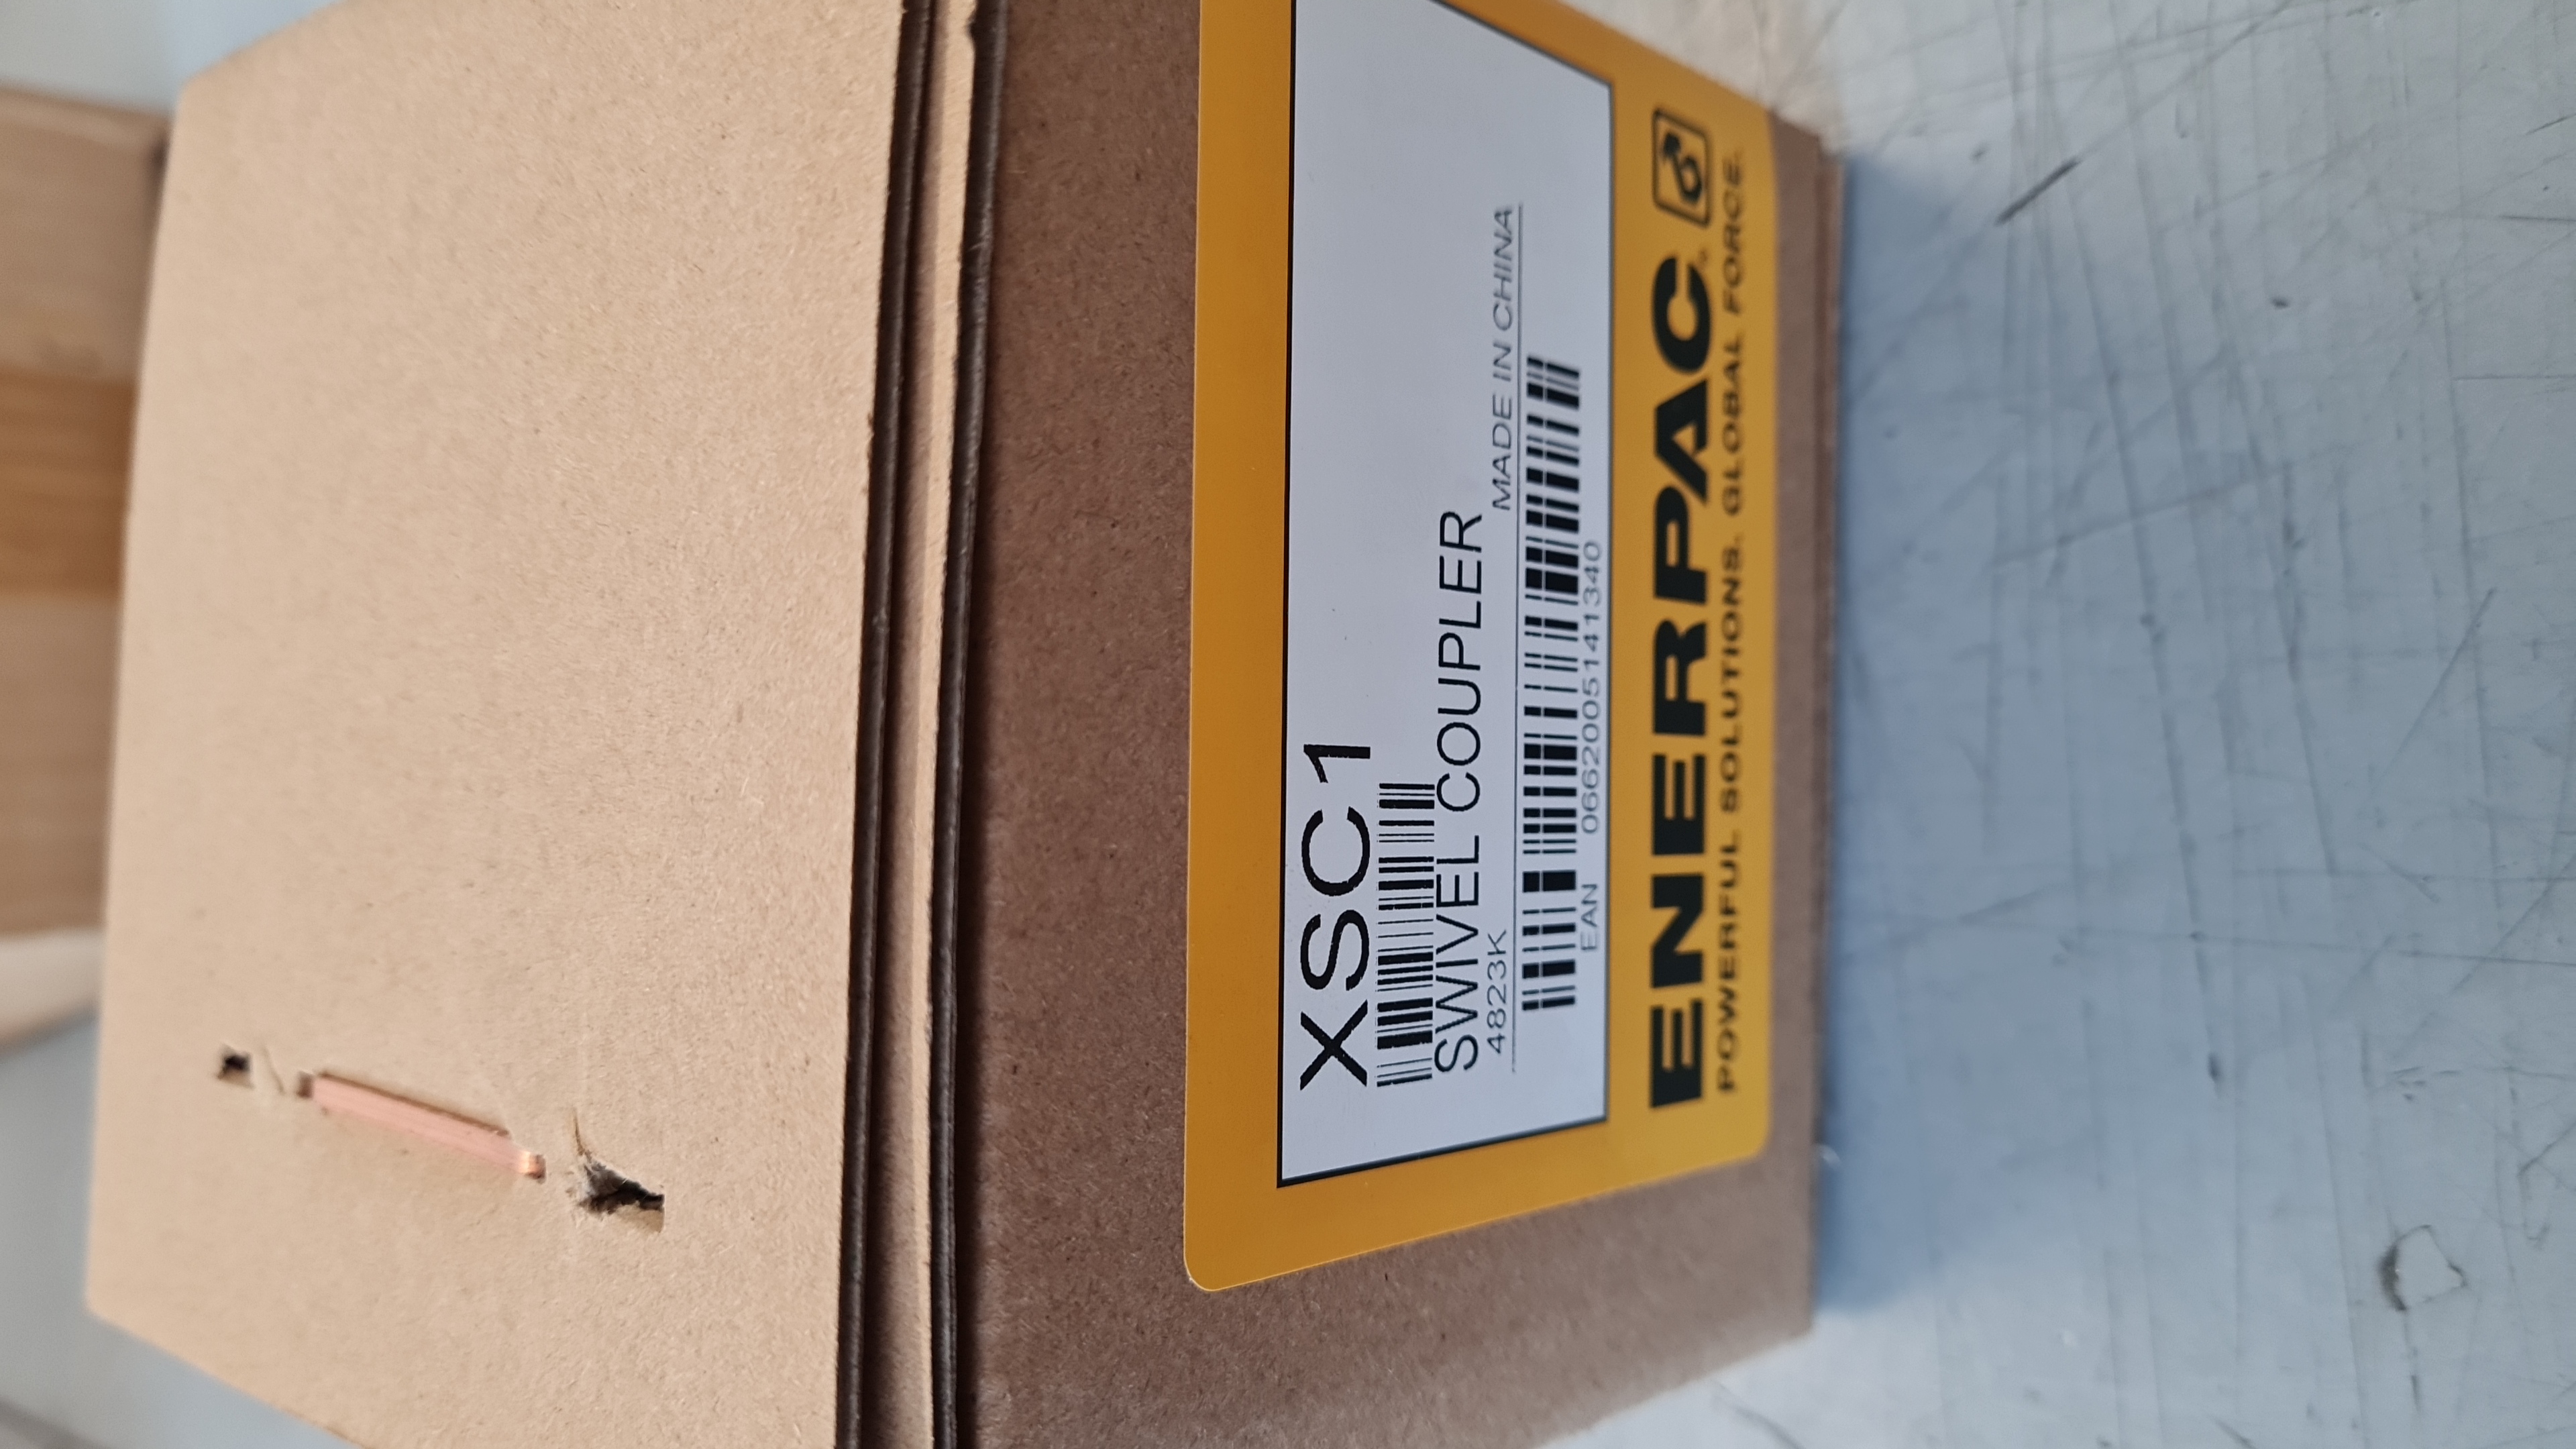 XSC1
SWIVEL COUPLER
4823K
MADE IN CHINA
EAN 0662005141340
ENERPAC
POWERFUL SOLUTIONS. GLOBAL FORCE.